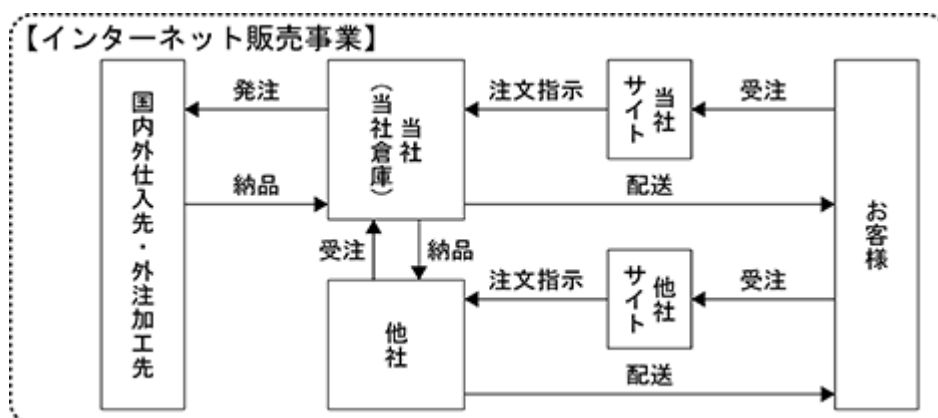 【インターネット販売事業】
国内外仕入先・外注加工先
発注
納品
当社
(当社倉庫)
注文指示
当社
サイト
受注
配送
お客様
受注
納品
他社
注文指示
他社
サイト
受注
配送